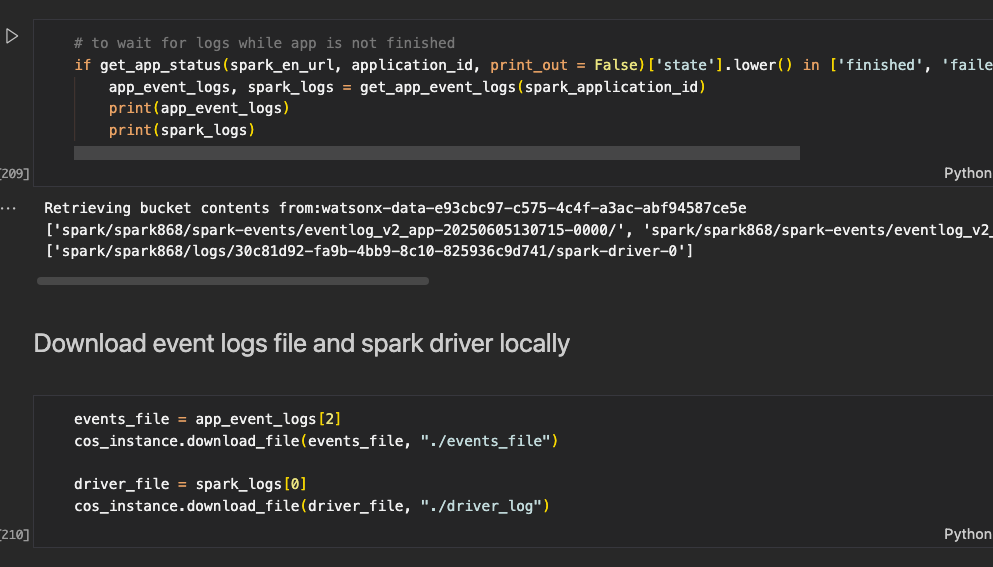 # to wait for logs while app is not finished
if get_app_status(spark_en_url, application_id, print_out = False)['state'].lower() in ['finished', 'faile
    app_event_logs, spark_logs = get_app_event_logs(spark_application_id)
    print(app_event_logs)
    print(spark_logs)
[209]
Python
...
Retrieving bucket contents from:watsonx-data-e93cbc97-c575-4c4f-a3ac-abf94587ce5e
['spark/spark868/spark-events/eventlog_v2_app-20250605130715-0000/', 'spark/spark868/spark-events/eventlog_v2_
['spark/spark868/logs/30c81d92-fa9b-4bb9-8c10-825936c9d741/spark-driver-0']
Download event logs file and spark driver locally
events_file = app_event_logs[2]
cos_instance.download_file(events_file, "./events_file")
driver_file = spark_logs[0]
cos_instance.download_file(driver_file, "./driver_log")
[210]
Python